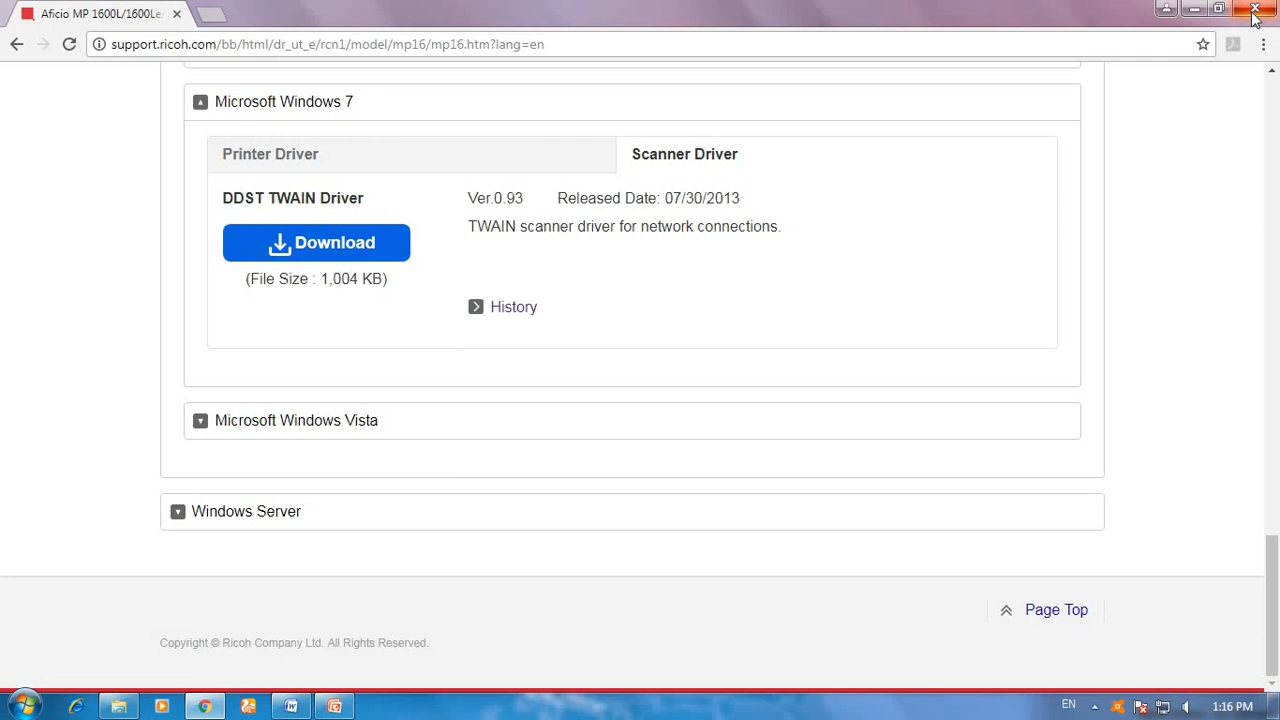 Aficio MP 1600L/1600Le
support.ricoh.com/bb/html/dr_ut_e/rcn1/model/mp16/mp16.htm?lang=en
Microsoft Windows 7
Printer Driver
Scanner Driver
DDST TWAIN Driver
Ver.0.93
Released Date: 07/30/2013
TWAIN scanner driver for network connections.
Download
(File Size : 1,004 KB)
History
Microsoft Windows Vista
Windows Server
Page Top
Copyright © Ricoh Company Ltd. All Rights Reserved.
EN
1:16 PM